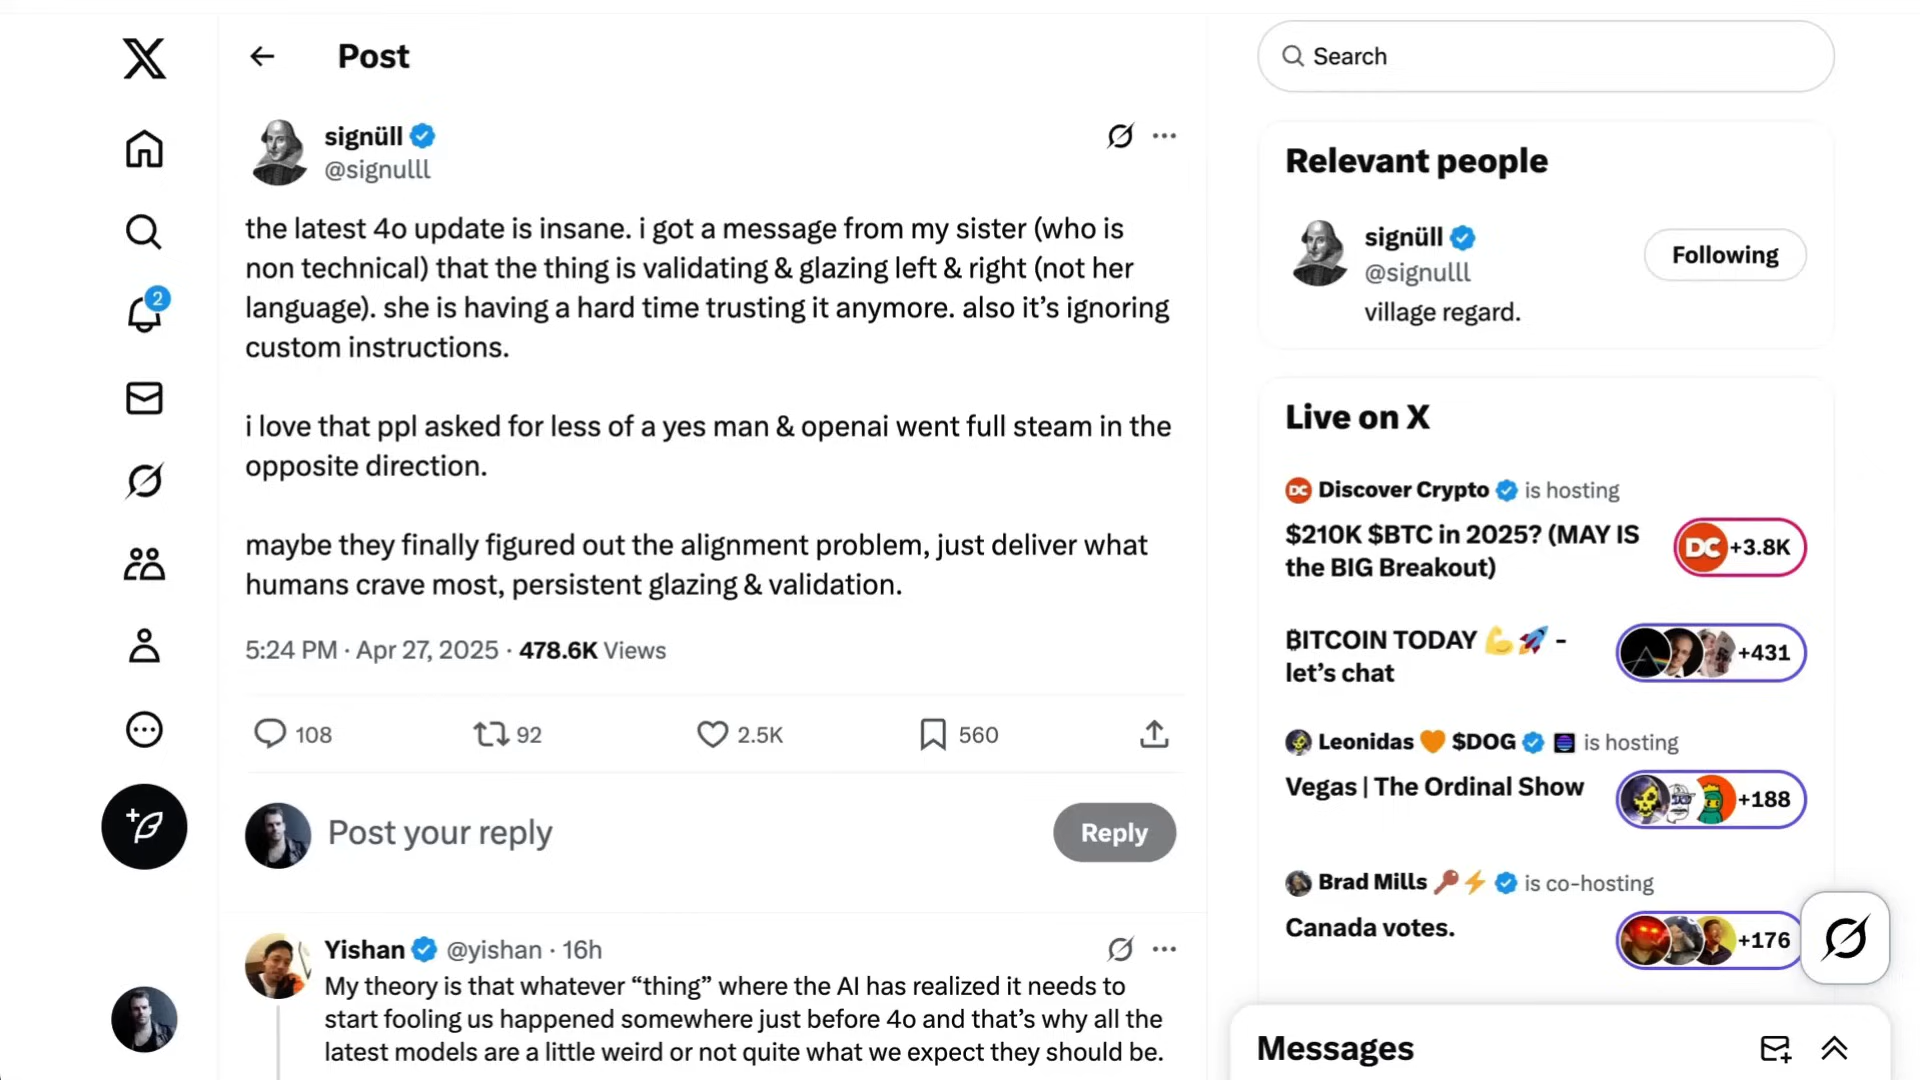 Post
signüll
@signulll
the latest 4o update is insane. i got a message from my sister (who is
non technical) that the thing is validating & glazing left & right (not her
language). she is having a hard time trusting it anymore. also it’s ignoring
custom instructions.
i love that ppl asked for less of a yes man & openai went full steam in the
opposite direction.
maybe they finally figured out the alignment problem, just deliver what
humans crave most, persistent glazing & validation.
5:24 PM · Apr 27, 2025 · 478.6K Views
108 92 2.5K 560
Post your reply
Reply
Yishan @yishan · 16h
My theory is that whatever “thing” where the AI has realized it needs to
start fooling us happened somewhere just before 4o and that’s why all the
latest models are a little weird or not quite what we expect they should be.
2
Search
Relevant people
signüll
@signulll
Following
village regard.
Live on X
DC Discover Crypto is hosting
$210K $BTC in 2025? (MAY IS
the BIG Breakout)
DC +3.8K
₿ITCOIN TODAY 💪🚀 -
let’s chat
+431
Leonidas 🧡 $DOG is hosting
Vegas | The Ordinal Show
+188
Brad Mills 🔑⚡ is co-hosting
Canada votes.
+176
Messages